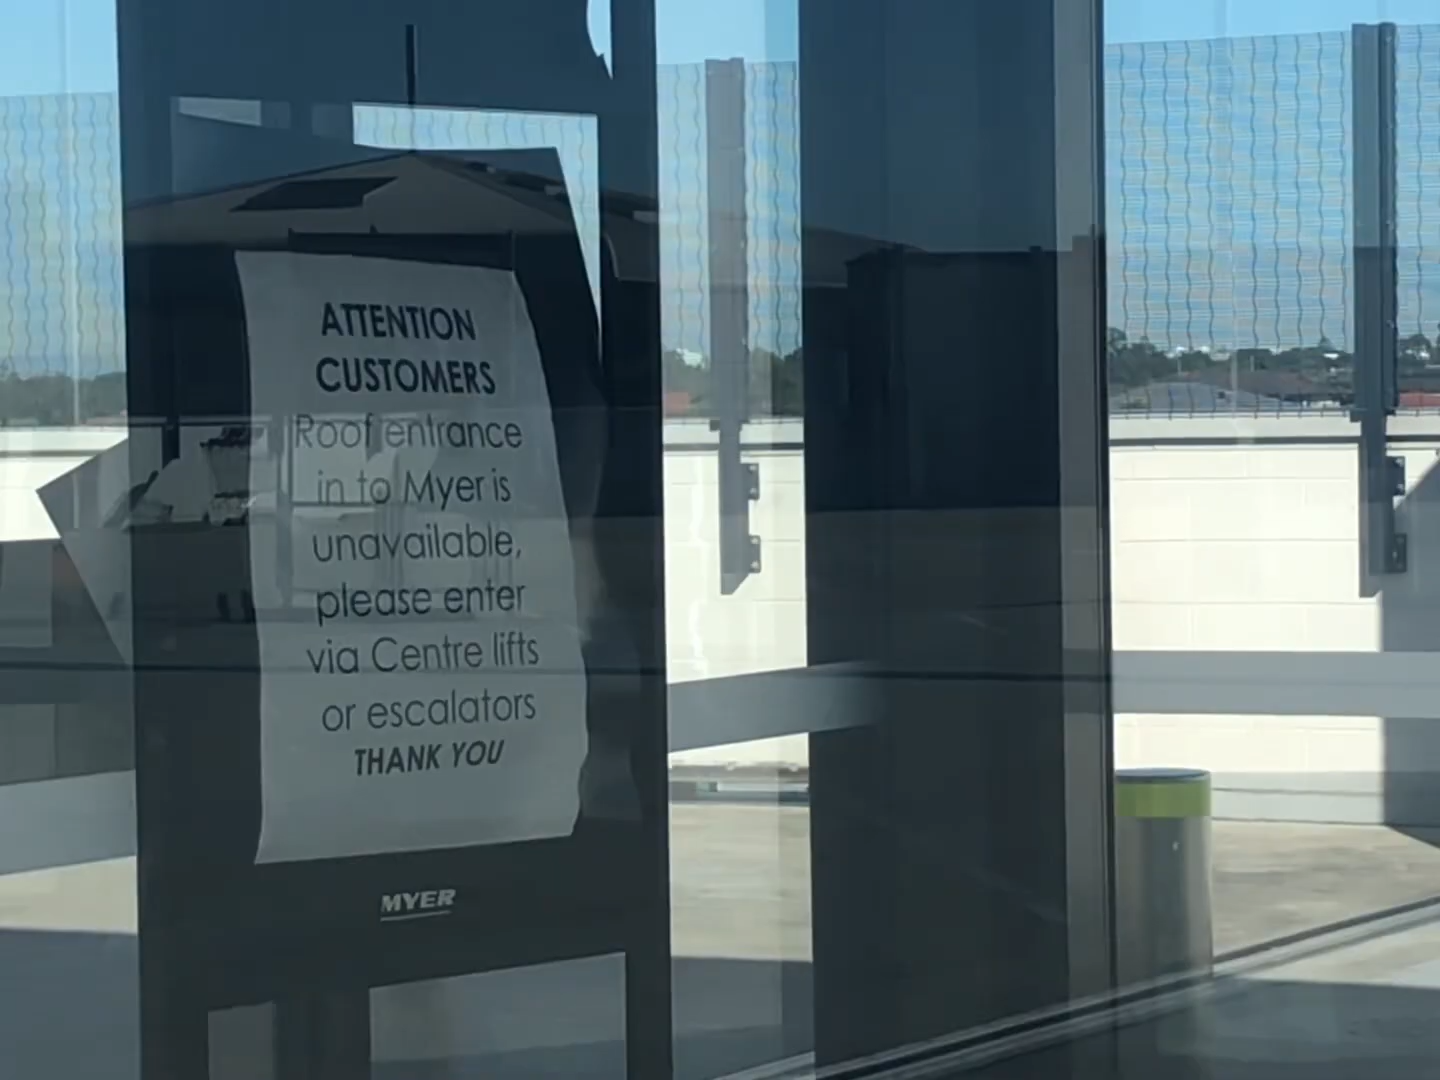 ATTENTION
CUSTOMERS
Roof entrance
in to Myer is
unavailable,
please enter
via Centre lifts
or escalators
THANK YOU
MYER